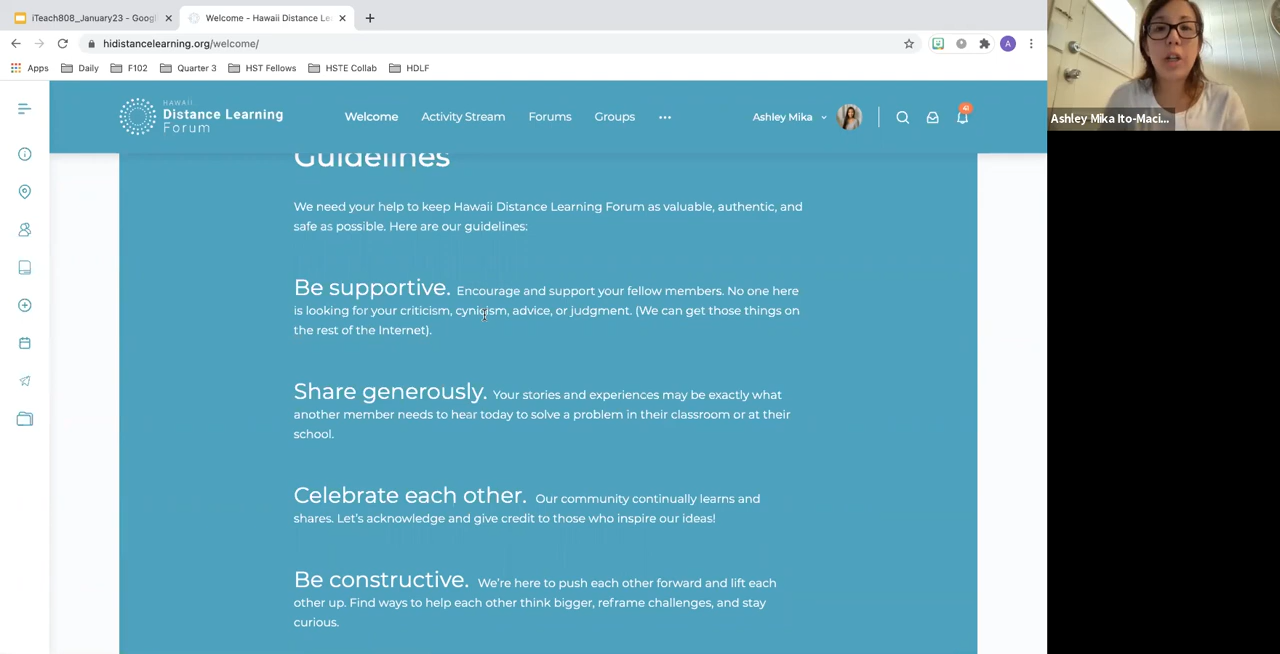 iTeach808_January23 - Goog
Welcome - Hawaii Distance Le
hidistancelearning.org/welcome/
A
Apps Daily F102 Quarter 3 HST Fellows HSTE Collab HDLF
HAWAII
Distance Learning
Forum
Welcome Activity Stream Forums Groups
Ashley Mika
Ashley Mika Ito-Maci...
Guidelines
We need your help to keep Hawaii Distance Learning Forum as valuable, authentic, and
safe as possible. Here are our guidelines:
Be supportive. Encourage and support your fellow members. No one here
is looking for your criticism, cynicism, advice, or judgment. (We can get those things on
the rest of the Internet).
Share generously. Your stories and experiences may be exactly what
another member needs to hear today to solve a problem in their classroom or at their
school.
Celebrate each other. Our community continually learns and
shares. Let’s acknowledge and give credit to those who inspire our ideas!
Be constructive. We’re here to push each other forward and lift each
other up. Find ways to help each other think bigger, reframe challenges, and stay
curious.